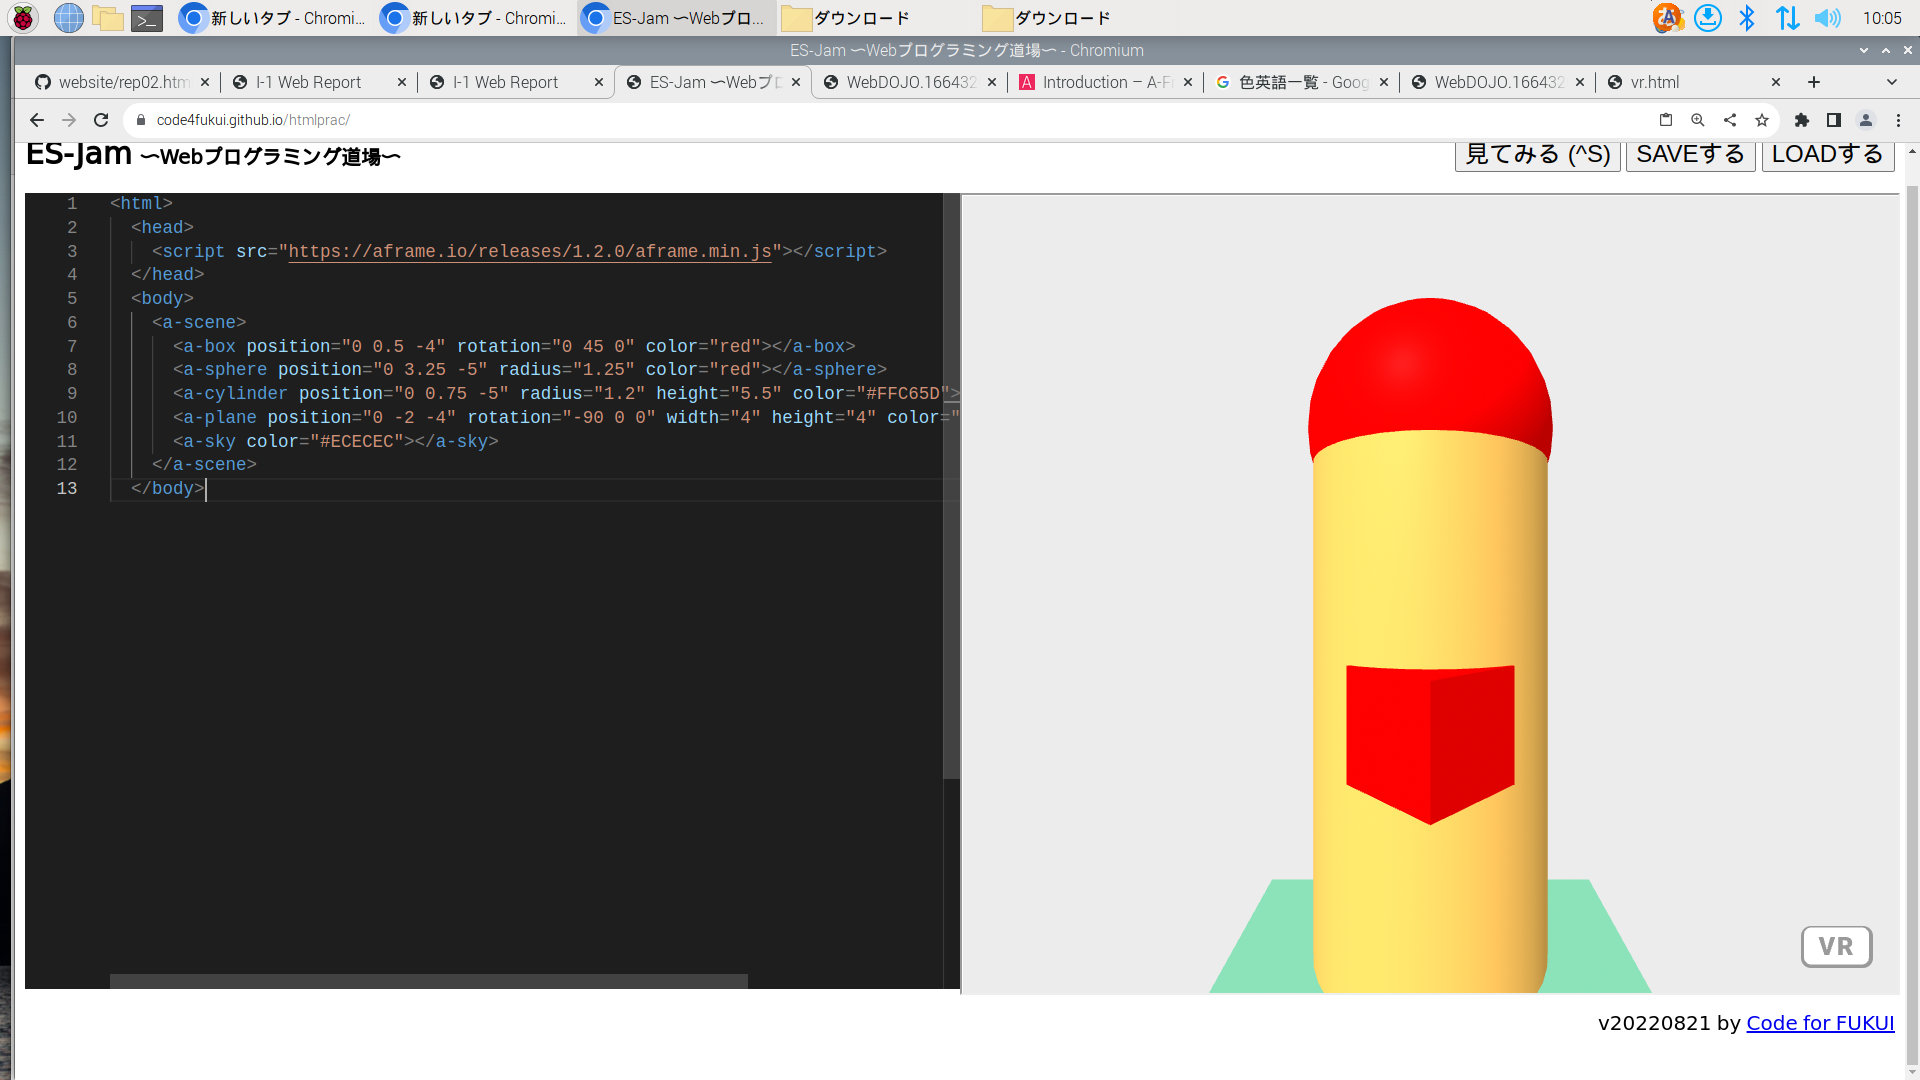 新しいタブ - Chromi...
新しいタブ - Chromi...
ES-Jam 〜Webプロ...
ダウンロード
ダウンロード
10:05
ES-Jam 〜Webプログラミング道場〜 - Chromium
website/rep02.htm
I-1 Web Report
I-1 Web Report
ES-Jam 〜Webプ
WebDOJO.166432
Introduction – A-F
色英語一覧 - Goog
WebDOJO.166432
vr.html
code4fukui.github.io/htmlprac/
ES-Jam 〜Webプログラミング道場〜
見てみる (^S)
SAVEする
LOADする
1 <html>
2 <head>
3 <script src="https://aframe.io/releases/1.2.0/aframe.min.js"></script>
4 </head>
5 <body>
6 <a-scene>
7 <a-box position="0 0.5 -4" rotation="0 45 0" color="red"></a-box>
8 <a-sphere position="0 3.25 -5" radius="1.25" color="red"></a-sphere>
9 <a-cylinder position="0 0.75 -5" radius="1.2" height="5.5" color="#FFC65D">
10 <a-plane position="0 -2 -4" rotation="-90 0 0" width="4" height="4" color="
11 <a-sky color="#ECECEC"></a-sky>
12 </a-scene>
13 </body>
VR
v20220821 by Code for FUKUI